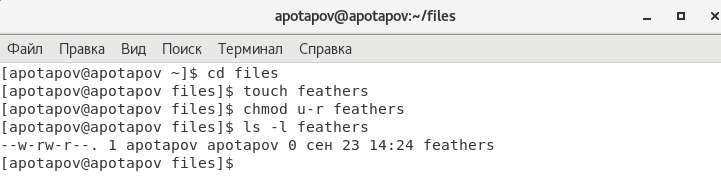 apotapov@apotapov:~/files
Файл Правка Вид Поиск Терминал Справка
[apotapov@apotapov ~]$ cd files
[apotapov@apotapov files]$ touch feathers
[apotapov@apotapov files]$ chmod u-r feathers
[apotapov@apotapov files]$ ls -l feathers
--w-rw-r--. 1 apotapov apotapov 0 сен 23 14:24 feathers
[apotapov@apotapov files]$